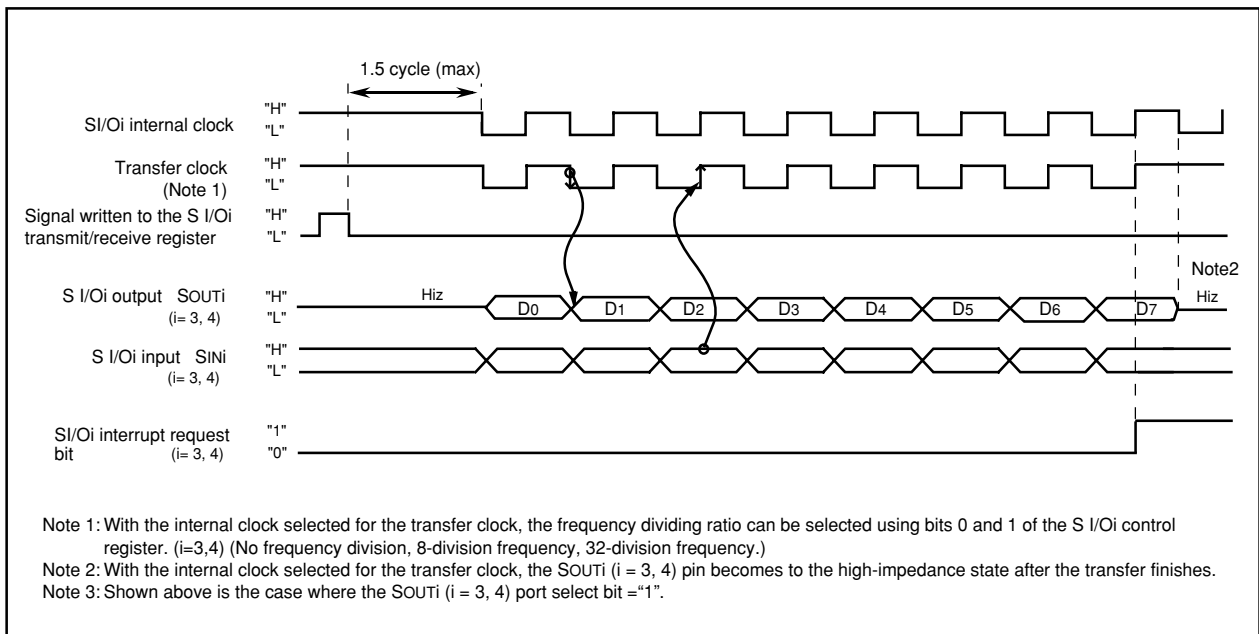 1.5 cycle (max)
SI/Oi internal clock "H" "L"
Transfer clock (Note 1) "H" "L"
Signal written to the S I/Oi transmit/receive register "H" "L"
Note2
S I/Oi output SOUTi (i= 3, 4) "H" "L" Hiz D0 D1 D2 D3 D4 D5 D6 D7 Hiz
S I/Oi input SINi (i= 3, 4) "H" "L"
SI/Oi interrupt request bit (i= 3, 4) "1" "0"
Note 1: With the internal clock selected for the transfer clock, the frequency dividing ratio can be selected using bits 0 and 1 of the S I/Oi control
register. (i=3,4) (No frequency division, 8-division frequency, 32-division frequency.)
Note 2: With the internal clock selected for the transfer clock, the SOUTi (i = 3, 4) pin becomes to the high-impedance state after the transfer finishes.
Note 3: Shown above is the case where the SOUTi (i = 3, 4) port select bit =“1”.